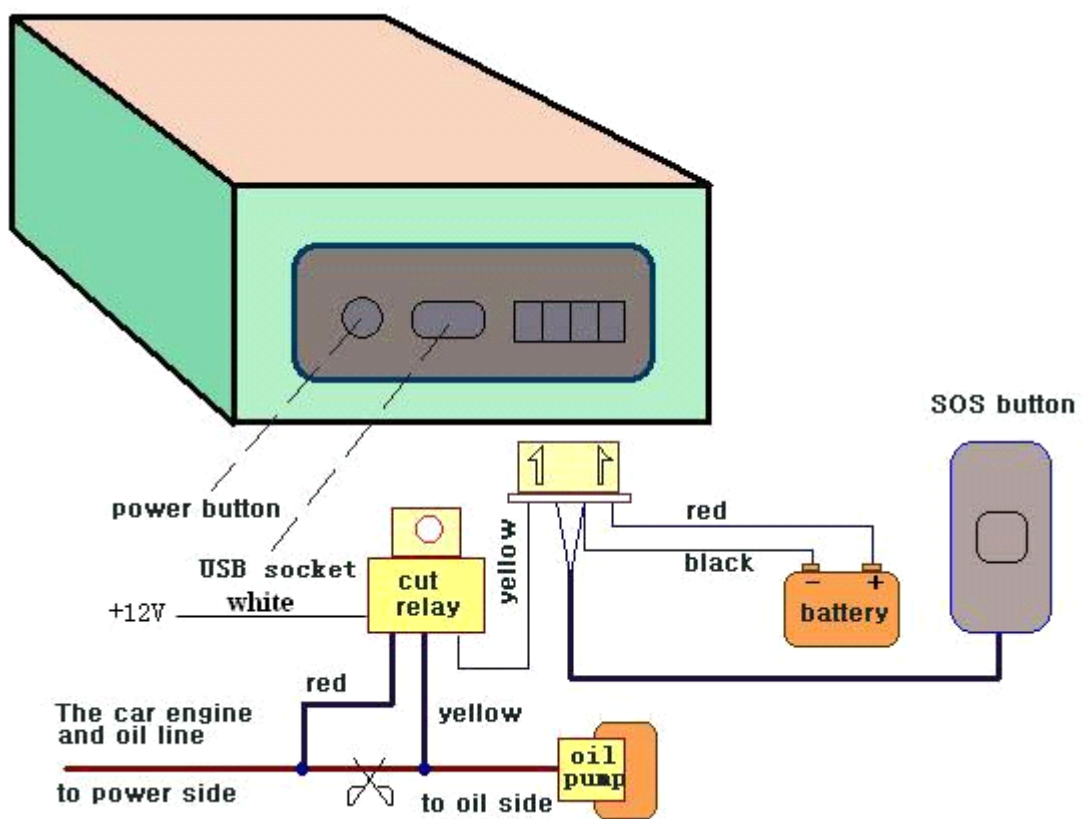 SOS button
power button
red
yellow
black
USB socket
cut
relay
white
+12V
− +
battery
red
yellow
The car engine
and oil line
oil
pump
to power side
to oil side